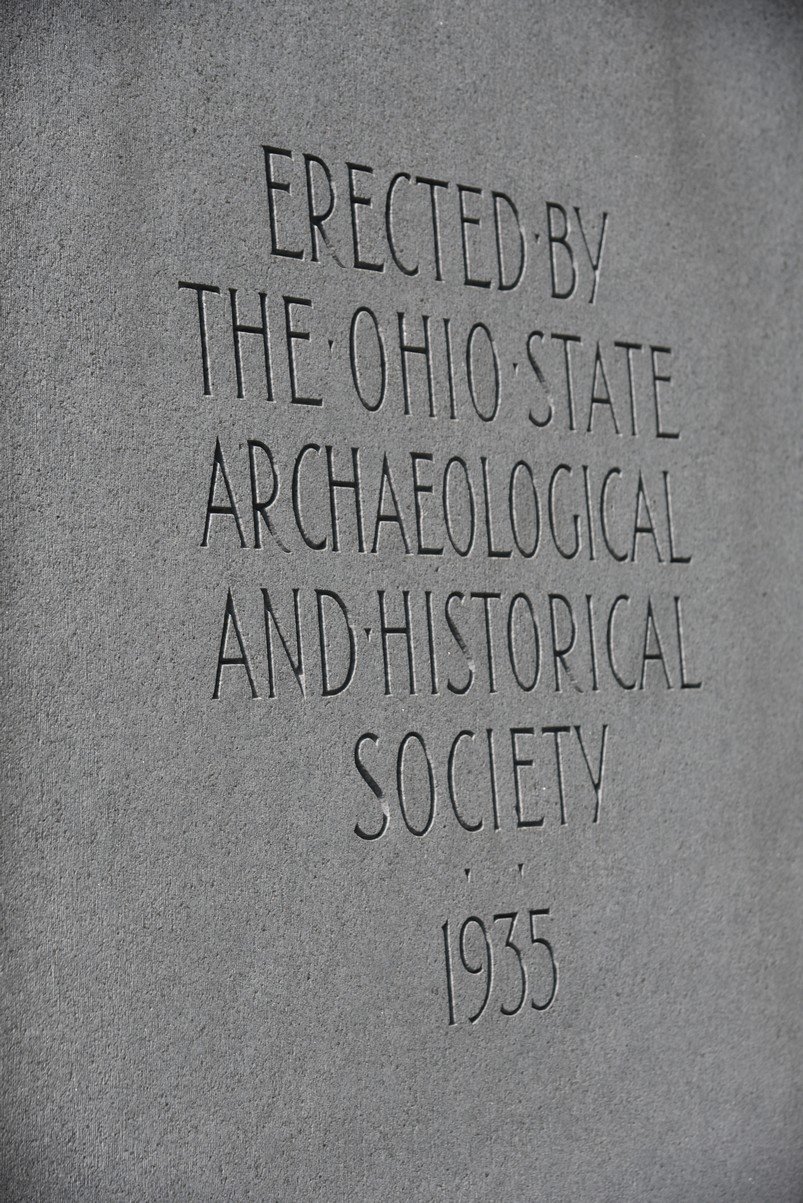 ERECTED·BY
THE·OHIO·STATE
ARCHAEOLOGICAL
AND·HISTORICAL
SOCIETY
· ·
1935